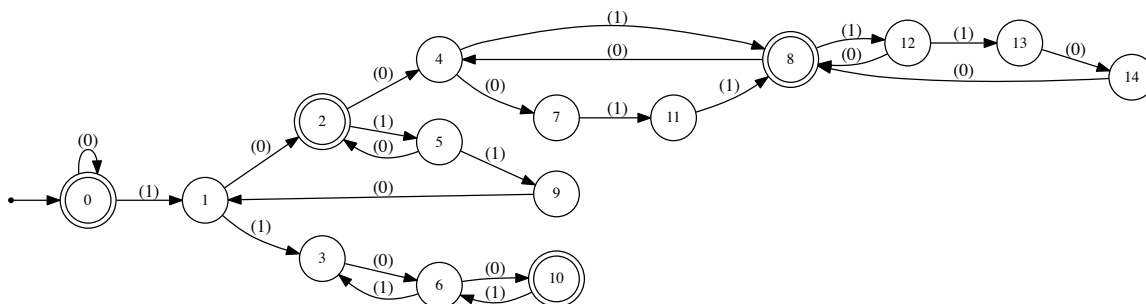 (1)
(1) (1)
12 13
(0) (0)
4 (0) 8 14
(0) (0) (0)
(1) (1)
7 11
2 (1) 5
(0)
(0) (0) (1)
(0) 9
(1) (0)
0 1
(1)
3 (0) (0) 10
6
(1) (1)